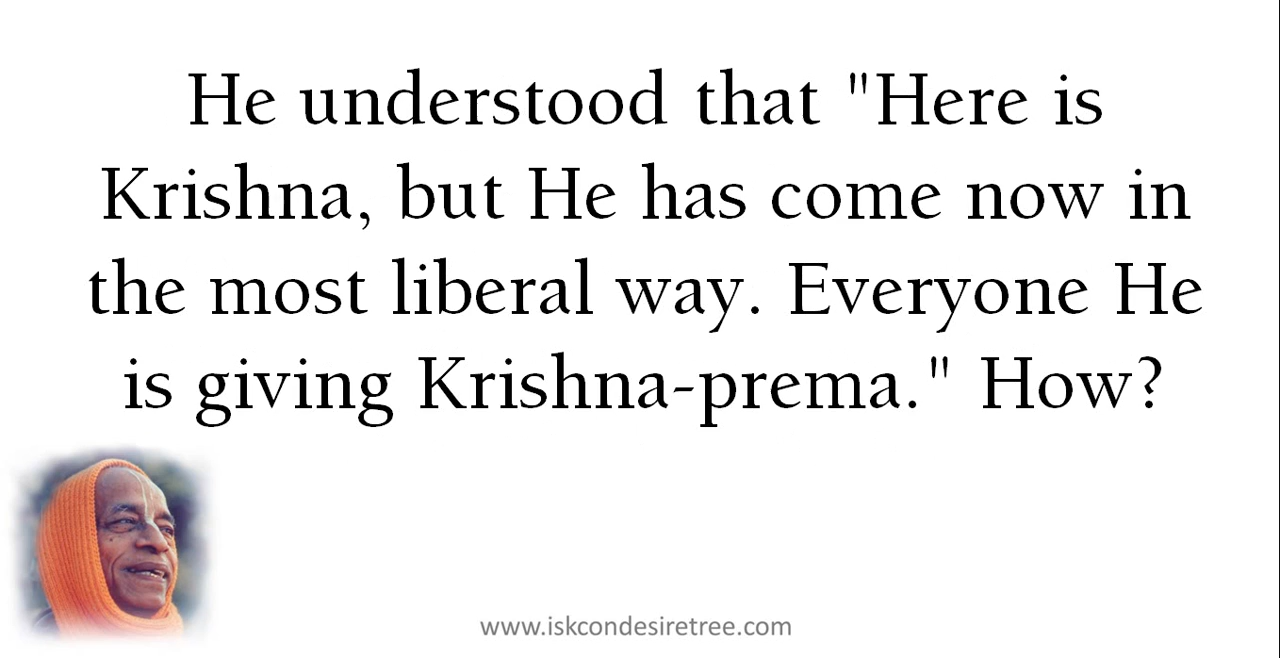 He understood that "Here is
Krishna, but He has come now in
the most liberal way. Everyone He
is giving Krishna-prema." How?
www.iskcondesiretree.com